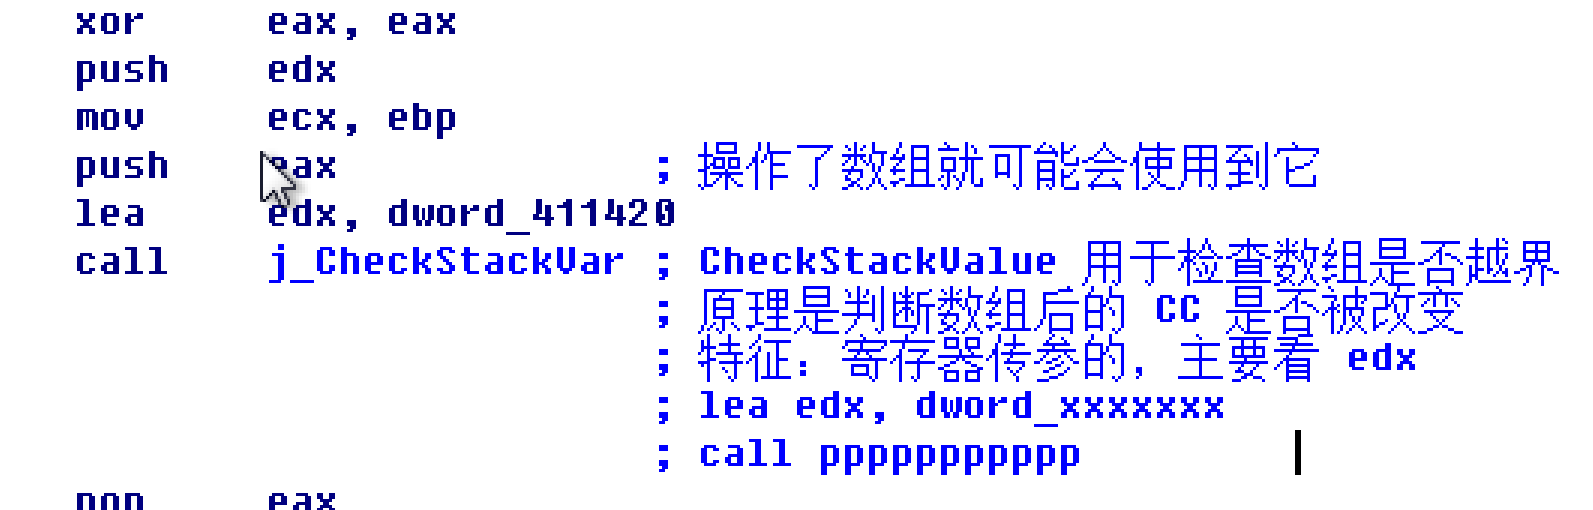 xor eax, eax
push edx
mov ecx, ebp
push eax ; 操作了数组就可能会使用到它
lea edx, dword_411420
call j_CheckStackVar ; CheckStackValue 用于检查数组是否越界
; 原理是判断数组后的 CC 是否被改变
; 特征：寄存器传参的，主要看 edx
; lea edx, dword_xxxxxxx
; call ppppppppppp
pop eax